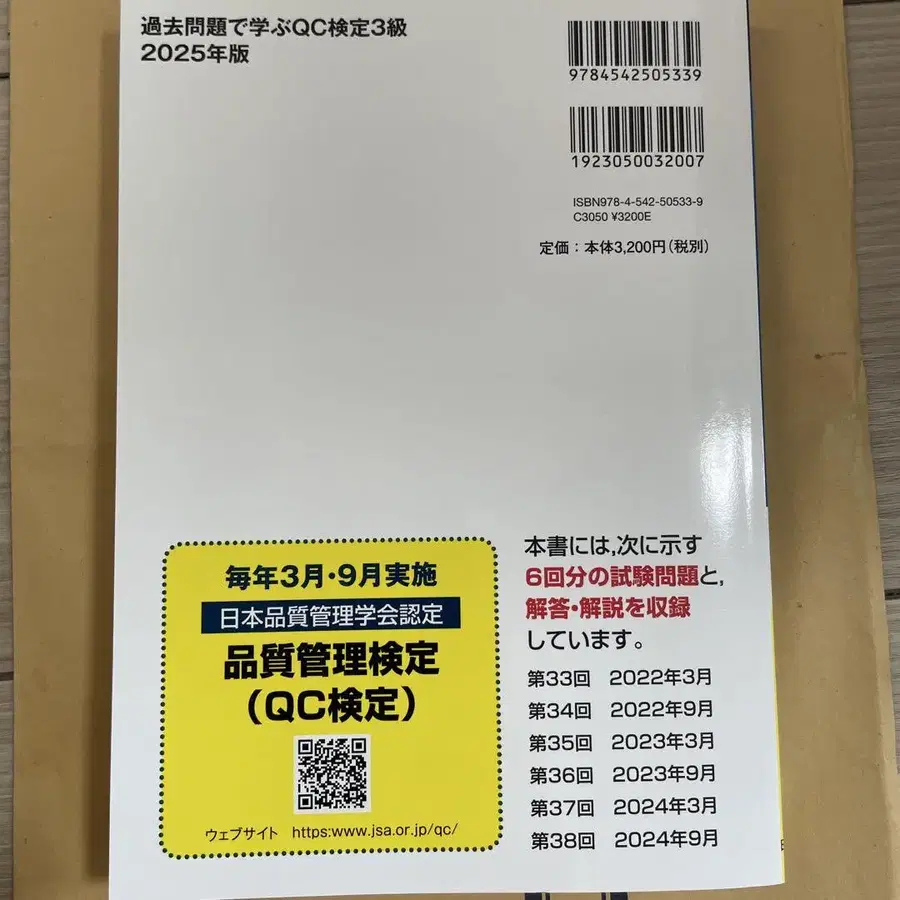 過去問題で学ぶQC検定3級
2025年版
9784542505339
1923050032007
ISBN978-4-542-50533-9
C3050 ¥3200E
定価：本体3,200円（税別）
毎年3月・9月実施
日本品質管理学会認定
品質管理検定
（QC検定）
ウェブサイト https:www.jsa.or.jp/qc/
本書には,次に示す
6回分の試験問題と,
解答・解説を収録
しています。
第33回 2022年3月
第34回 2022年9月
第35回 2023年3月
第36回 2023年9月
第37回 2024年3月
第38回 2024年9月